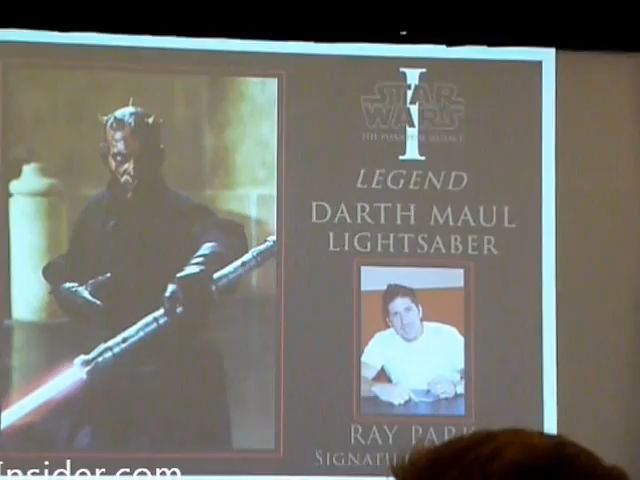 I
STAR
WARS
THE PHANTOM MENACE
LEGEND
DARTH MAUL
LIGHTSABER
RAY PARK
Insider.com